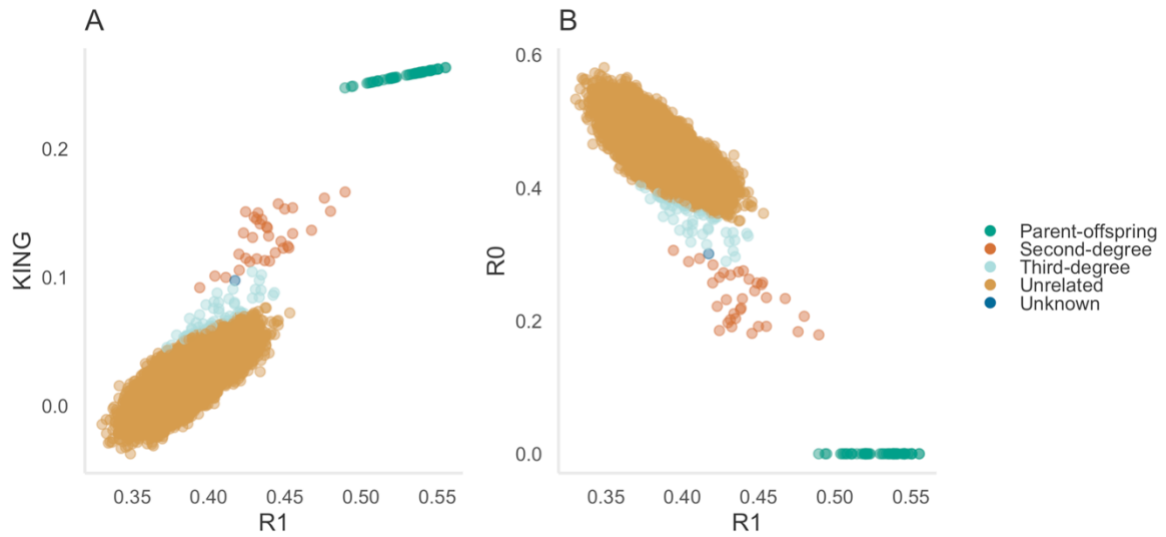 A
B
KING
0.2
0.1
0.0
0.35 0.40 0.45 0.50 0.55
R1
R0
0.6
0.4
0.2
0.0
0.35 0.40 0.45 0.50 0.55
R1
Parent-offspring
Second-degree
Third-degree
Unrelated
Unknown